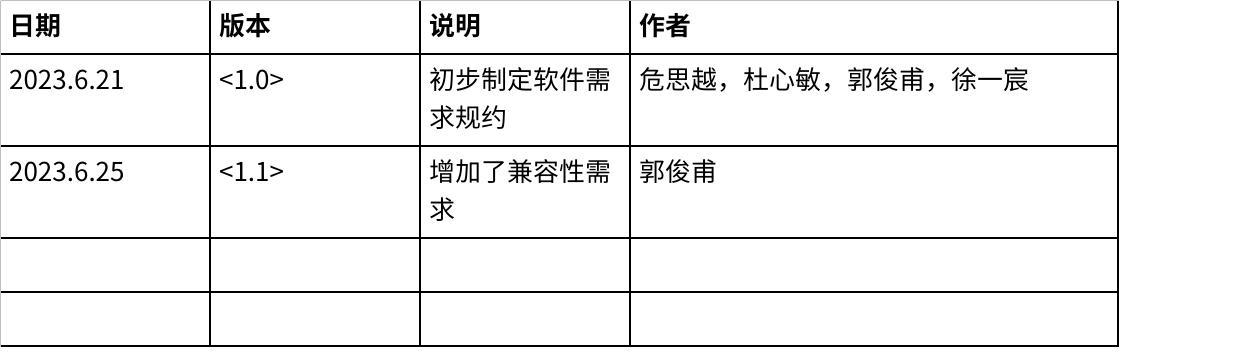 日期 版本 说明 作者
2023.6.21 <1.0> 初步制定软件需 危思越，杜心敏，郭俊甫，徐一宸
求规约
2023.6.25 <1.1> 增加了兼容性需 郭俊甫
求